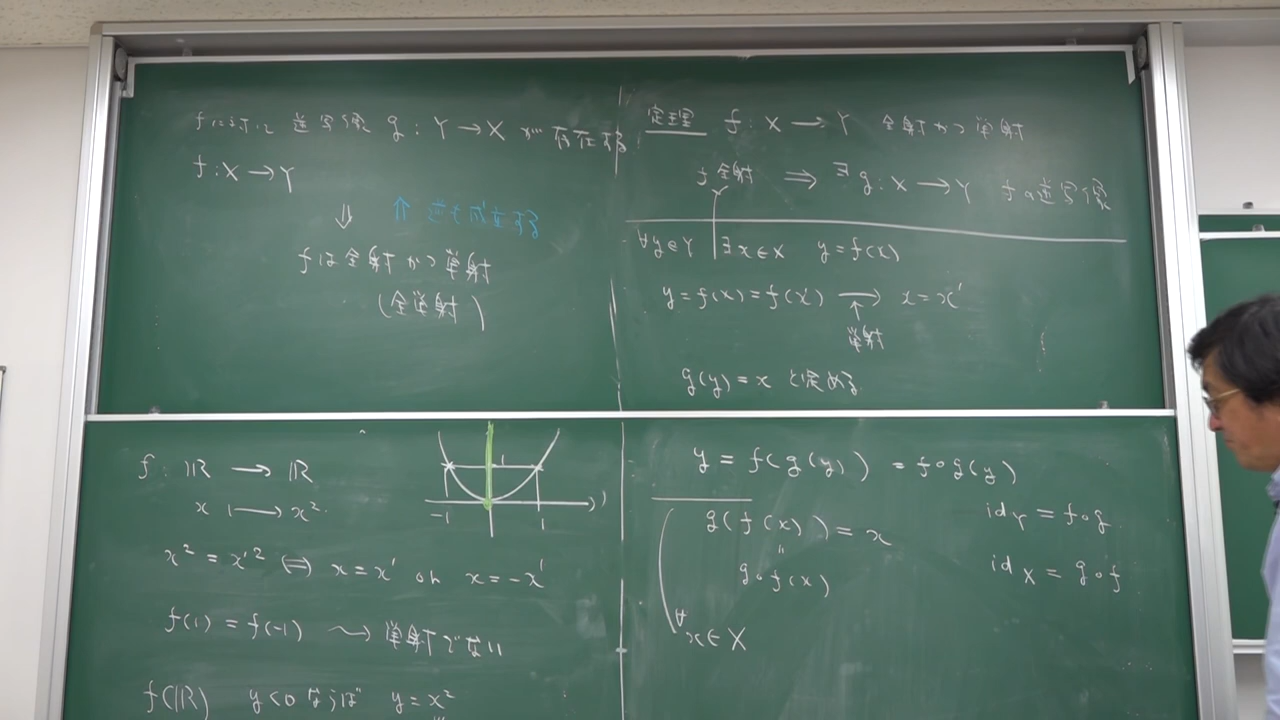 fに対し 逆写像 g : Y → X が存在する
f : X → Y
⇓
⇑ 逆も成立する
fは全射かつ単射
(全単射)
定理 f : X → Y 全射かつ単射
f 全射 ⇒ ∃g : X → Y fの逆写像
∀y∈Y ∃x∈X y=f(x)
y=f(x)=f(x') → x=x'
↑
単射
g(y)=x と定める
f : ℝ → ℝ
x ↦ x²
-1 1
1
x²=x'² ⇔ x=x' or x=-x'
f(1)=f(-1) ⇝ 単射でない
f(ℝ) y<0 ならば y=x²
y = f(g(y)) = f∘g(y)
g(f(x))=x
"
g∘f(x)
∀x∈X
id_Y = f∘g
id_X = g∘f